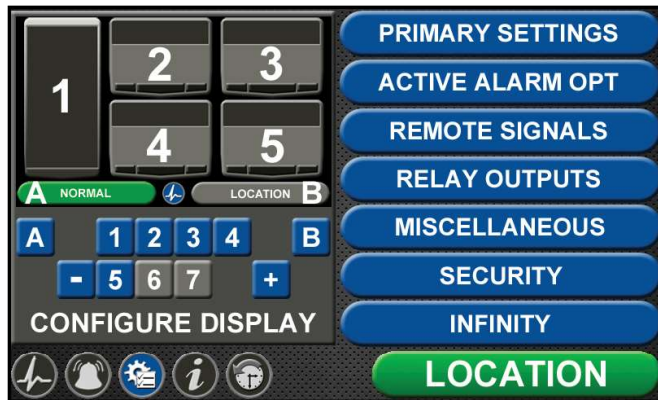 1
2
3
4
5
A NORMAL
LOCATION B
A 1 2 3 4 B
- 5 6 7 +
CONFIGURE DISPLAY
PRIMARY SETTINGS
ACTIVE ALARM OPT
REMOTE SIGNALS
RELAY OUTPUTS
MISCELLANEOUS
SECURITY
INFINITY
i
LOCATION